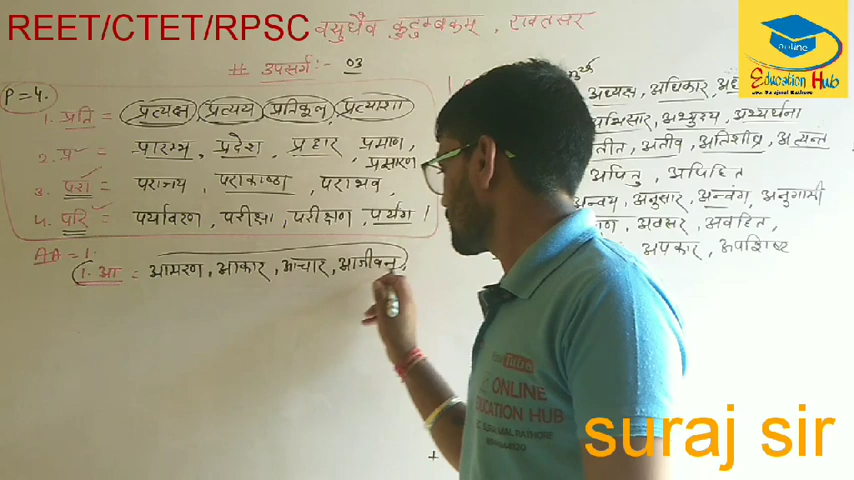 REET/CTET/RPSC वसुधैव कुटुम्बकम्, रावतसर
# उपसर्ग :- 03
P = 4.
1. प्रति = प्रत्यक्ष, प्रत्यय, प्रतिकूल, प्रत्याशा
2. प्र = प्रारम्भ, प्रदेश, प्रहार, प्रमाण, प्रसारण
3. परा = पराजय, पराकाष्ठा, पराभव,
4. परि = पर्यावरण, परीक्षा, परीक्षण, पर्यंग।
AA = 1.
1. आ = आमरण, आकार, आचार, आजीवन,
अध्यक्ष, अधिकार,
अभिसार, अभ्युदय, अभ्यर्थना
अतीव, अतिशीघ्र, अत्यन्त
अपितु, अपिहित
अन्वय, अनुसार, अन्वंग, अनुगामी
अवसर, अवहित,
अपकार, अपशिष्ट
online
Education Hub
ONLINE
EDUCATION HUB
suraj sir